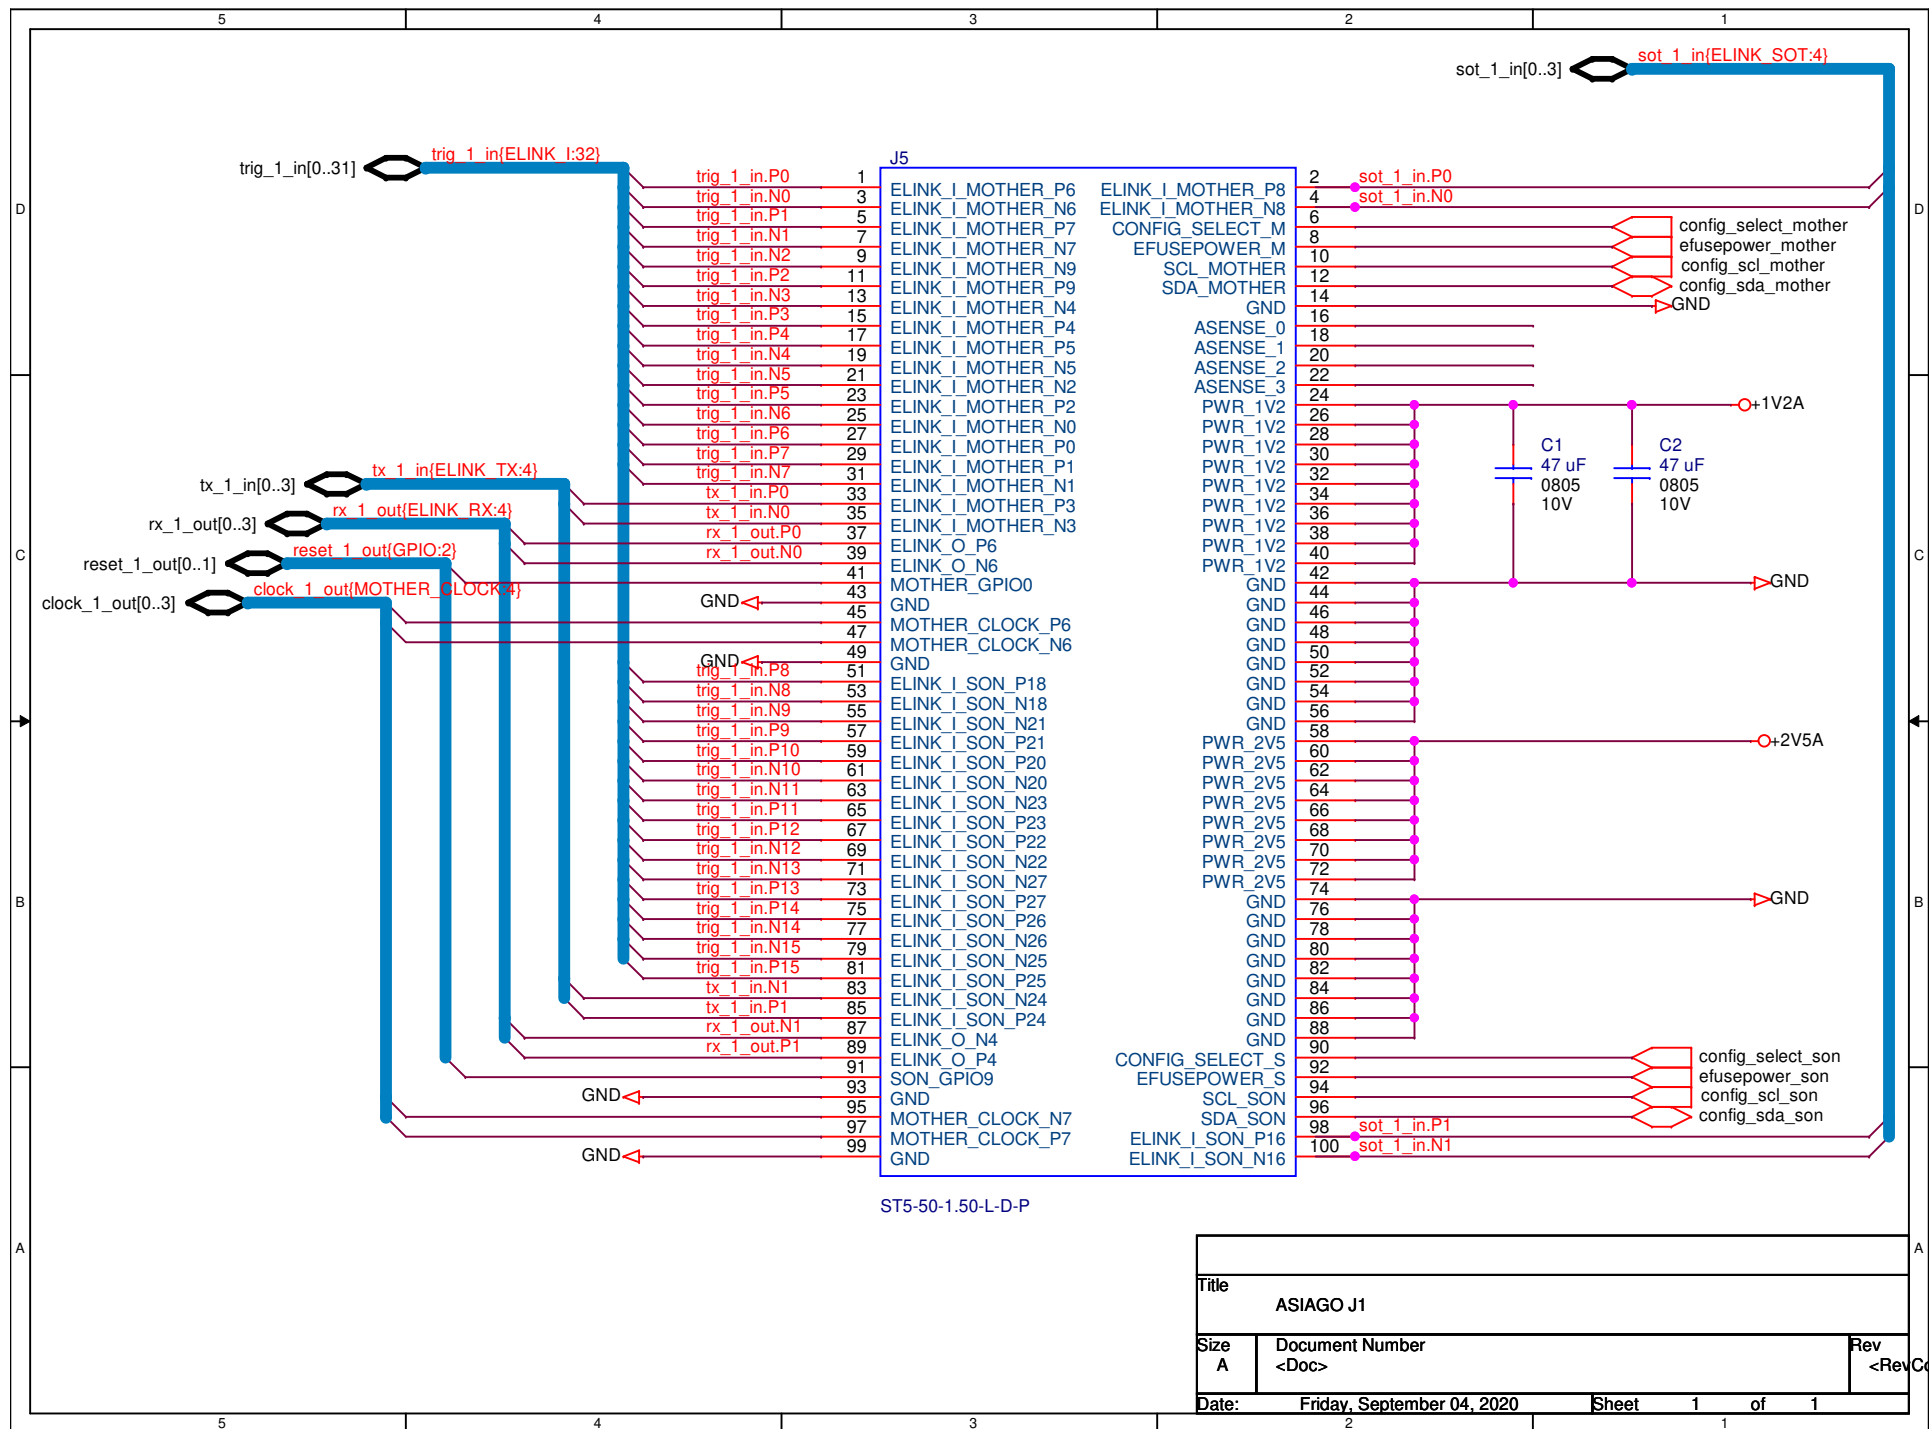 5 4 3 2 1
sot_1_in[0..3]
sot_1_in{ELINK_SOT:4}
trig_1_in[0..31]
trig_1_in{ELINK_I:32}
tx_1_in[0..3]
tx_1_in{ELINK_TX:4}
rx_1_out[0..3]
rx_1_out{ELINK_RX:4}
reset_1_out[0..1]
reset_1_out{GPIO:2}
clock_1_out[0..3]
clock_1_out{MOTHER_CLOCK:4}
J5
trig_1_in.P0 1 ELINK_I_MOTHER_P6
trig_1_in.N0 3 ELINK_I_MOTHER_N6
trig_1_in.P1 5 ELINK_I_MOTHER_P7
trig_1_in.N1 7 ELINK_I_MOTHER_N7
trig_1_in.N2 9 ELINK_I_MOTHER_N9
trig_1_in.P2 11 ELINK_I_MOTHER_P9
trig_1_in.N3 13 ELINK_I_MOTHER_N4
trig_1_in.P3 15 ELINK_I_MOTHER_P4
trig_1_in.P4 17 ELINK_I_MOTHER_P5
trig_1_in.N4 19 ELINK_I_MOTHER_N5
trig_1_in.N5 21 ELINK_I_MOTHER_N2
trig_1_in.P5 23 ELINK_I_MOTHER_P2
trig_1_in.N6 25 ELINK_I_MOTHER_N0
trig_1_in.P6 27 ELINK_I_MOTHER_P0
trig_1_in.P7 29 ELINK_I_MOTHER_P1
trig_1_in.N7 31 ELINK_I_MOTHER_N1
tx_1_in.P0 33 ELINK_I_MOTHER_P3
tx_1_in.N0 35 ELINK_I_MOTHER_N3
rx_1_out.P0 37 ELINK_O_P6
rx_1_out.N0 39 ELINK_O_N6
41 MOTHER_GPIO0
GND 43 GND
45 MOTHER_CLOCK_P6
47 MOTHER_CLOCK_N6
GND 49 GND
trig_1_in.P8 51 ELINK_I_SON_P18
trig_1_in.N8 53 ELINK_I_SON_N18
trig_1_in.N9 55 ELINK_I_SON_N21
trig_1_in.P9 57 ELINK_I_SON_P21
trig_1_in.P10 59 ELINK_I_SON_P20
trig_1_in.N10 61 ELINK_I_SON_N20
trig_1_in.N11 63 ELINK_I_SON_N23
trig_1_in.P11 65 ELINK_I_SON_P23
trig_1_in.P12 67 ELINK_I_SON_P22
trig_1_in.N12 69 ELINK_I_SON_N22
trig_1_in.N13 71 ELINK_I_SON_N27
trig_1_in.P13 73 ELINK_I_SON_P27
trig_1_in.P14 75 ELINK_I_SON_P26
trig_1_in.N14 77 ELINK_I_SON_N26
trig_1_in.N15 79 ELINK_I_SON_N25
trig_1_in.P15 81 ELINK_I_SON_P25
tx_1_in.N1 83 ELINK_I_SON_N24
tx_1_in.P1 85 ELINK_I_SON_P24
rx_1_out.N1 87 ELINK_O_N4
rx_1_out.P1 89 ELINK_O_P4
91 SON_GPIO9
GND 93 GND
95 MOTHER_CLOCK_N7
97 MOTHER_CLOCK_P7
GND 99 GND
ELINK_I_MOTHER_P8 2 sot_1_in.P0
ELINK_I_MOTHER_N8 4 sot_1_in.N0
CONFIG_SELECT_M 6 config_select_mother
EFUSEPOWER_M 8 efusepower_mother
SCL_MOTHER 10 config_scl_mother
SDA_MOTHER 12 config_sda_mother
GND 14 GND
ASENSE_0 16
ASENSE_1 18
ASENSE_2 20
ASENSE_3 22
PWR_1V2 24 +1V2A
PWR_1V2 26
PWR_1V2 28
PWR_1V2 30
PWR_1V2 32
PWR_1V2 34
PWR_1V2 36
PWR_1V2 38
PWR_1V2 40
GND 42 GND
GND 44
GND 46
GND 48
GND 50
GND 52
GND 54
GND 56
PWR_2V5 58 +2V5A
PWR_2V5 60
PWR_2V5 62
PWR_2V5 64
PWR_2V5 66
PWR_2V5 68
PWR_2V5 70
PWR_2V5 72
GND 74 GND
GND 76
GND 78
GND 80
GND 82
GND 84
GND 86
GND 88
CONFIG_SELECT_S 90 config_select_son
EFUSEPOWER_S 92 efusepower_son
SCL_SON 94 config_scl_son
SDA_SON 96 config_sda_son
ELINK_I_SON_P16 98 sot_1_in.P1
ELINK_I_SON_N16 100 sot_1_in.N1
C1
47 uF
0805
10V
C2
47 uF
0805
10V
ST5-50-1.50-L-D-P
D D
C C
B B
A A
Title
ASIAGO J1
Size
A
Document Number
<Doc>
Rev
<RevCo
Date: Friday, September 04, 2020 Sheet 1 of 1
5 4 3 2 1